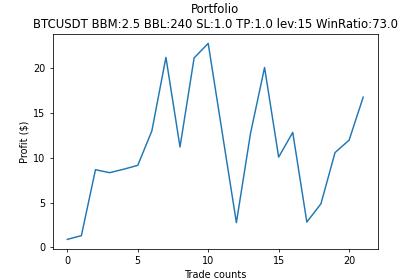 Portfolio
BTCUSDT BBM:2.5 BBL:240 SL:1.0 TP:1.0 lev:15 WinRatio:73.0
20
15
10
5
0
Profit ($)
0 5 10 15 20
Trade counts